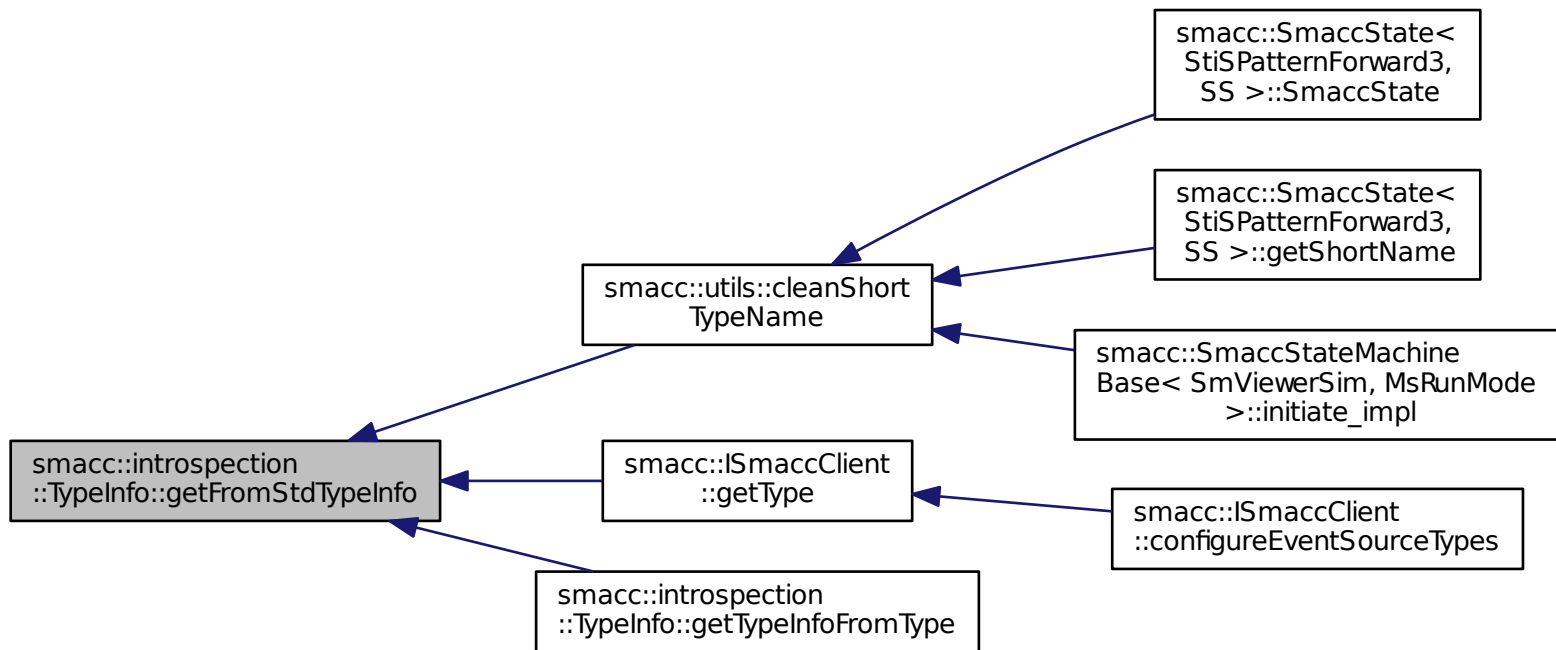 smacc::SmaccState<
StiSPatternForward3,
SS >::SmaccState
smacc::SmaccState<
StiSPatternForward3,
SS >::getShortName
smacc::utils::cleanShort
TypeName
smacc::SmaccStateMachine
Base< SmViewerSim, MsRunMode
>::initiate_impl
smacc::introspection
::TypeInfo::getFromStdTypeInfo
smacc::ISmaccClient
::getType
smacc::ISmaccClient
::configureEventSourceTypes
smacc::introspection
::TypeInfo::getTypeInfoFromType